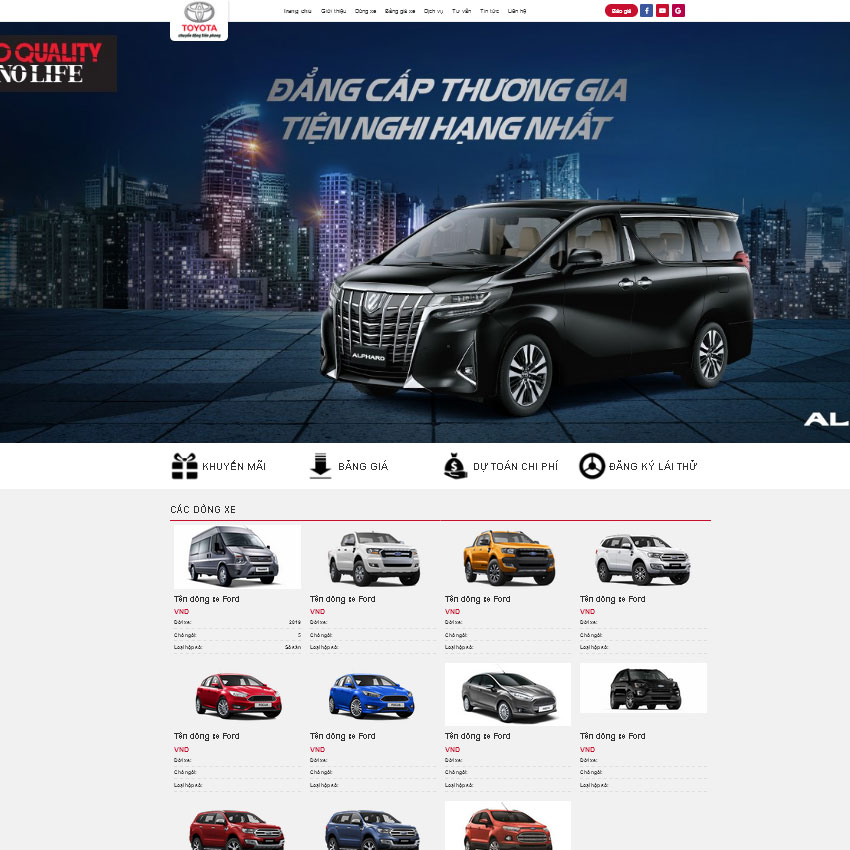 TOYOTA
chuyển động tiên phong
Trang chủ Giới thiệu Dòng xe Bảng giá xe Dịch vụ Tư vấn Tin tức Liên hệ
Báo giá
O QUALITY
NO LIFE
ĐẲNG CẤP THƯƠNG GIA
TIỆN NGHI HẠNG NHẤT
ALPHARD
AL
KHUYẾN MÃI BẢNG GIÁ DỰ TOÁN CHI PHÍ ĐĂNG KÝ LÁI THỬ
CÁC DÒNG XE
Tên dòng xe Ford Tên dòng xe Ford Tên dòng xe Ford Tên dòng xe Ford
VND VND VND VND
Đời xe: 2019 Đời xe: Đời xe: Đời xe:
Chỗ ngồi: 5 Chỗ ngồi: Chỗ ngồi: Chỗ ngồi:
Loại hộp số: Số sàn Loại hộp số: Loại hộp số: Loại hộp số:
Tên dòng xe Ford Tên dòng xe Ford Tên dòng xe Ford Tên dòng xe Ford
VND VND VND VND
Đời xe: Đời xe: Đời xe: Đời xe:
Chỗ ngồi: Chỗ ngồi: Chỗ ngồi: Chỗ ngồi:
Loại hộp số: Loại hộp số: Loại hộp số: Loại hộp số: